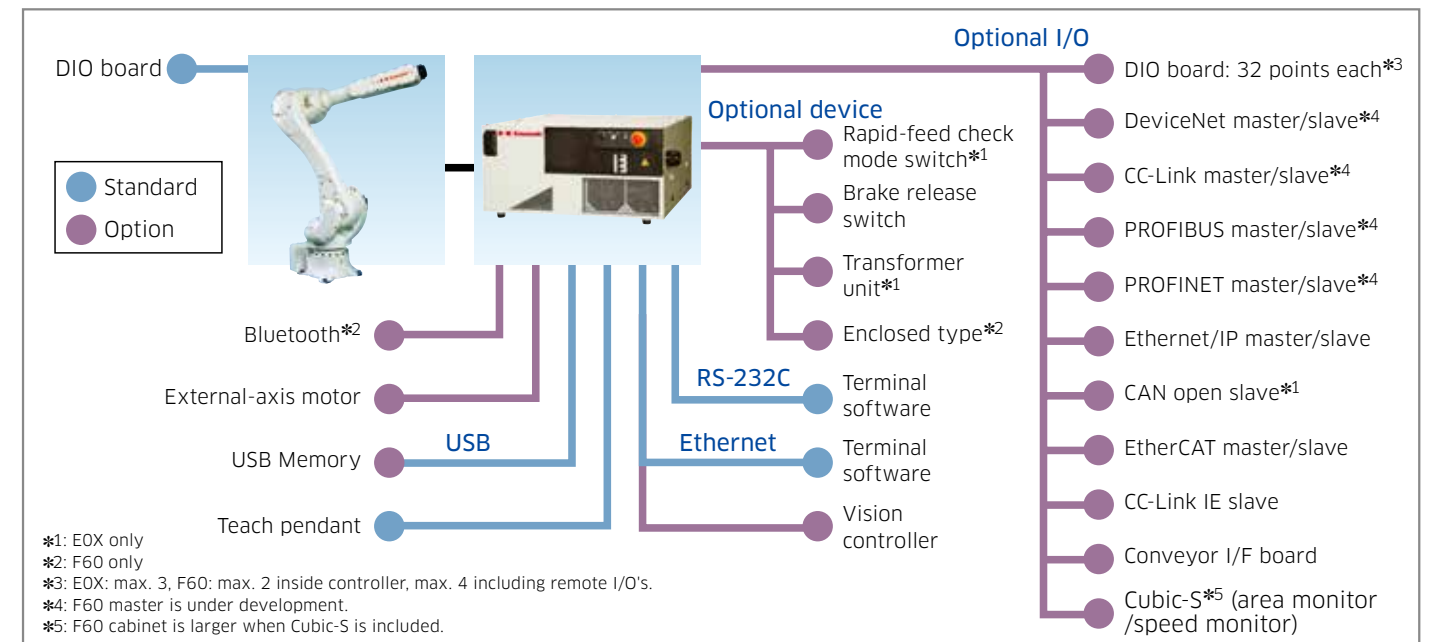 Optional I/O
DIO board
DIO board: 32 points each*3
Optional device
DeviceNet master/slave*4
Rapid-feed check
mode switch*1
CC-Link master/slave*4
Standard
Brake release
switch
Option
PROFIBUS master/slave*4
Transformer
unit*1
PROFINET master/slave*4
Bluetooth*2
Enclosed type*2
Ethernet/IP master/slave
RS-232C
Terminal
software
External-axis motor
CAN open slave*1
USB
Ethernet
USB Memory
Terminal
software
EtherCAT master/slave
CC-Link IE slave
Teach pendant
Vision
controller
Conveyor I/F board
Cubic-S*5 (area monitor
/speed monitor)
*1: E0X only
*2: F60 only
*3: E0X: max. 3, F60: max. 2 inside controller, max. 4 including remote I/O's.
*4: F60 master is under development.
*5: F60 cabinet is larger when Cubic-S is included.